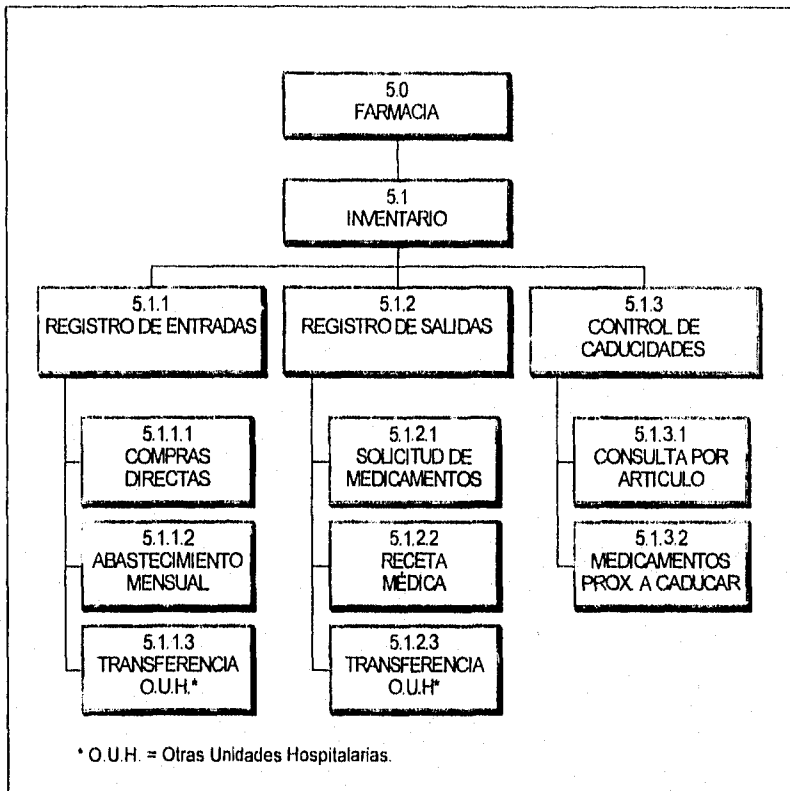 5.0
FARMACIA
5.1
INVENTARIO
5.1.1
REGISTRO DE ENTRADAS
5.1.2
REGISTRO DE SALIDAS
5.1.3
CONTROL DE
CADUCIDADES
5.1.1.1
COMPRAS
DIRECTAS
5.1.1.2
ABASTECIMIENTO
MENSUAL
5.1.1.3
TRANSFERENCIA
O.U.H.*
5.1.2.1
SOLICITUD DE
MEDICAMENTOS
5.1.2.2
RECETA
MÉDICA
5.1.2.3
TRANSFERENCIA
O.U.H*
5.1.3.1
CONSULTA POR
ARTICULO
5.1.3.2
MEDICAMENTOS
PROX. A CADUCAR
* O.U.H. = Otras Unidades Hospitalarias.